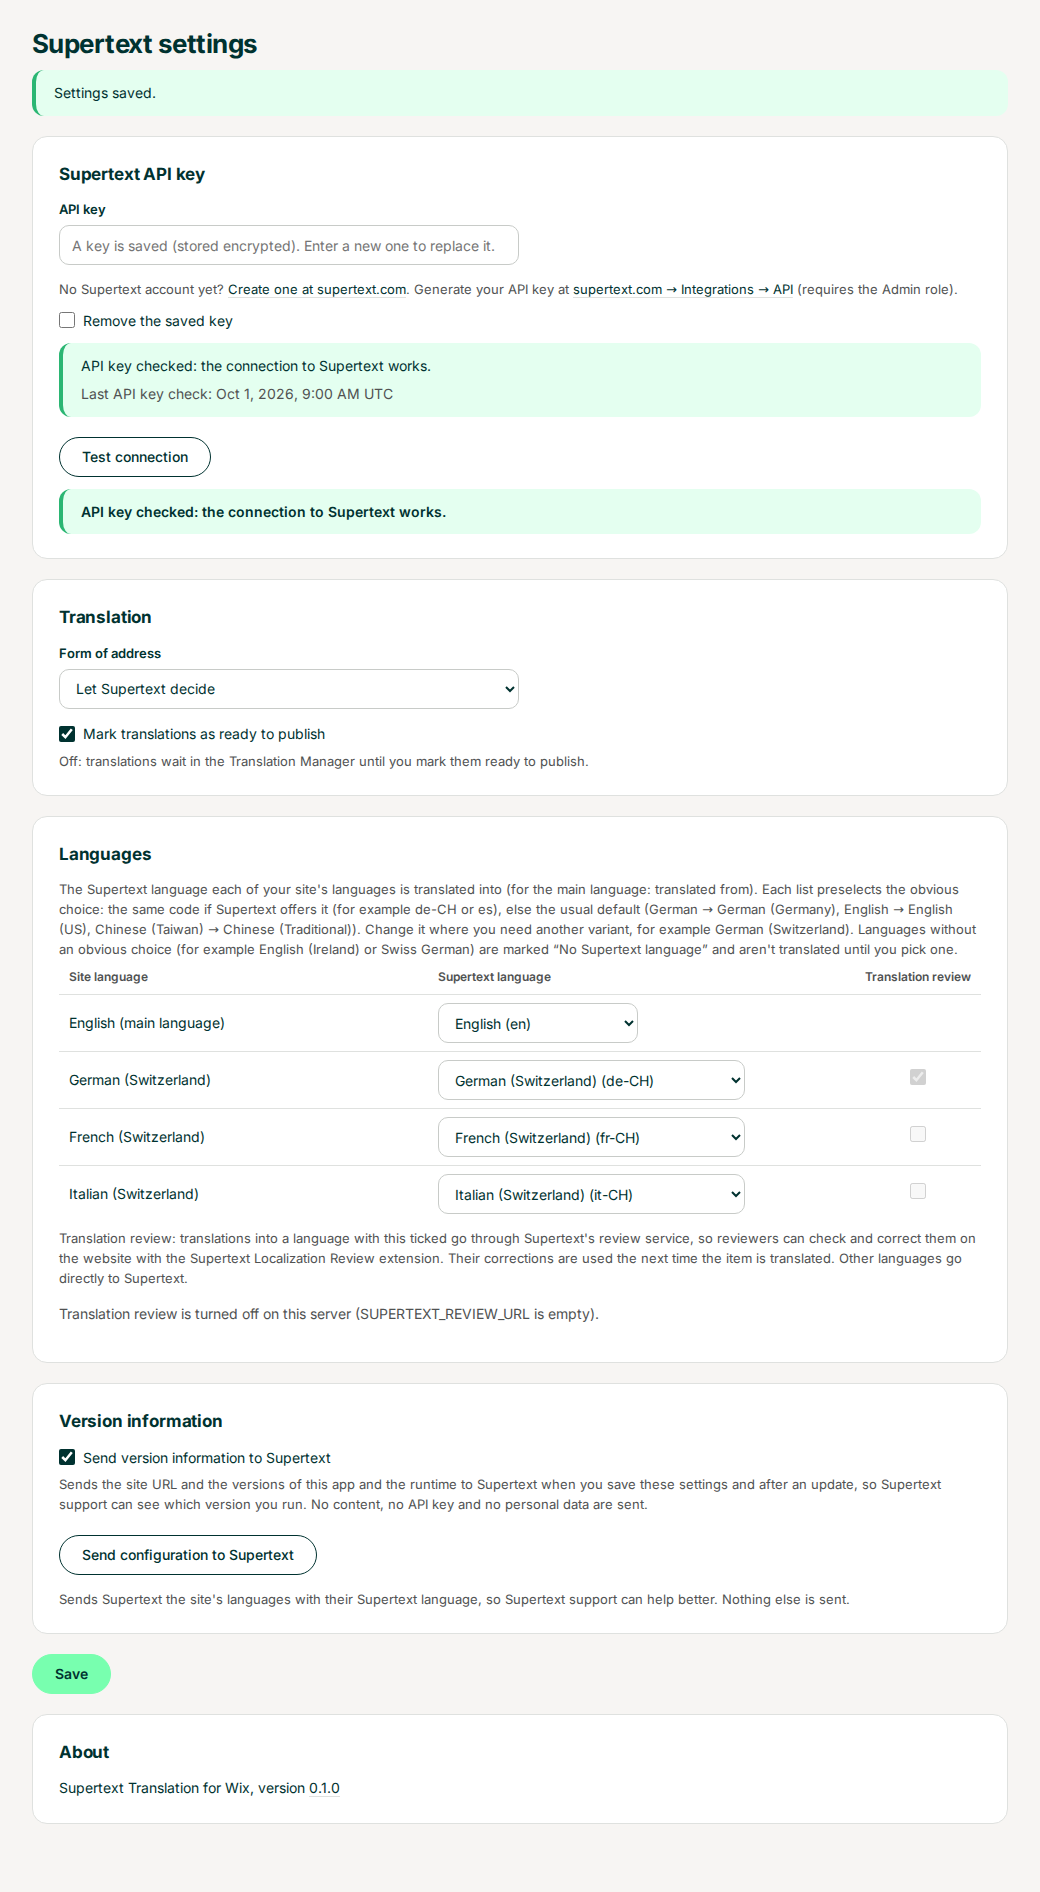 Supertext settings
Settings saved.
Supertext API key
API key
A key is saved (stored encrypted). Enter a new one to replace it.
No Supertext account yet? Create one at supertext.com. Generate your API key at supertext.com → Integrations → API (requires the Admin role).
Remove the saved key
API key checked: the connection to Supertext works.
Last API key check: Oct 1, 2026, 9:00 AM UTC
Test connection
API key checked: the connection to Supertext works.
Translation
Form of address
Let Supertext decide
Mark translations as ready to publish
Off: translations wait in the Translation Manager until you mark them ready to publish.
Languages
The Supertext language each of your site's languages is translated into (for the main language: translated from). Each list preselects the obvious
choice: the same code if Supertext offers it (for example de-CH or es), else the usual default (German → German (Germany), English → English
(US), Chinese (Taiwan) → Chinese (Traditional)). Change it where you need another variant, for example German (Switzerland). Languages without
an obvious choice (for example English (Ireland) or Swiss German) are marked “No Supertext language” and aren't translated until you pick one.
Site language Supertext language Translation review
English (main language) English (en)
German (Switzerland) German (Switzerland) (de-CH)
French (Switzerland) French (Switzerland) (fr-CH)
Italian (Switzerland) Italian (Switzerland) (it-CH)
Translation review: translations into a language with this ticked go through Supertext's review service, so reviewers can check and correct them on
the website with the Supertext Localization Review extension. Their corrections are used the next time the item is translated. Other languages go
directly to Supertext.
Translation review is turned off on this server (SUPERTEXT_REVIEW_URL is empty).
Version information
Send version information to Supertext
Sends the site URL and the versions of this app and the runtime to Supertext when you save these settings and after an update, so Supertext
support can see which version you run. No content, no API key and no personal data are sent.
Send configuration to Supertext
Sends Supertext the site's languages with their Supertext language, so Supertext support can help better. Nothing else is sent.
Save
About
Supertext Translation for Wix, version 0.1.0